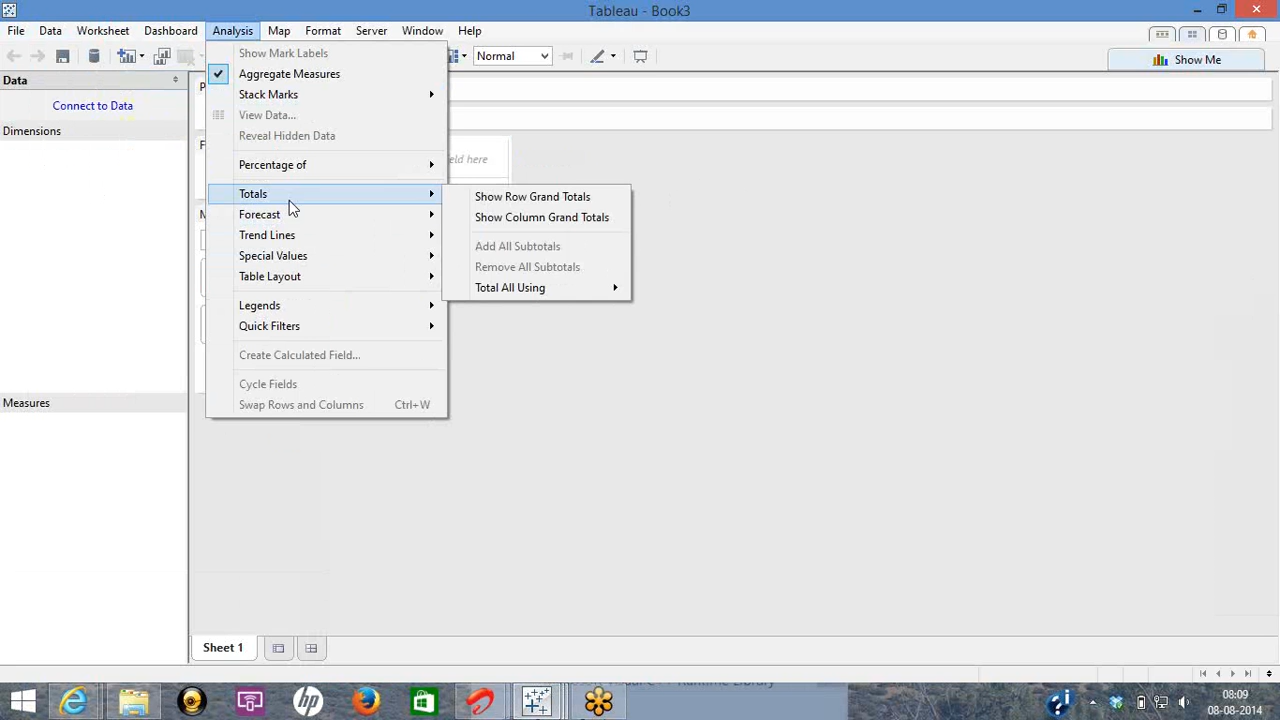 Tableau - Book3
File Data Worksheet Dashboard Analysis Map Format Server Window Help
Normal
Show Me
Data
Connect to Data
Dimensions
Measures
Show Mark Labels
Aggregate Measures
Stack Marks
View Data...
Reveal Hidden Data
Percentage of
Totals
Forecast
Trend Lines
Special Values
Table Layout
Legends
Quick Filters
Create Calculated Field...
Cycle Fields
Swap Rows and Columns Ctrl+W
Show Row Grand Totals
Show Column Grand Totals
Add All Subtotals
Remove All Subtotals
Total All Using
here
Sheet 1
Runtime Library
hp
08:09
08-08-2014